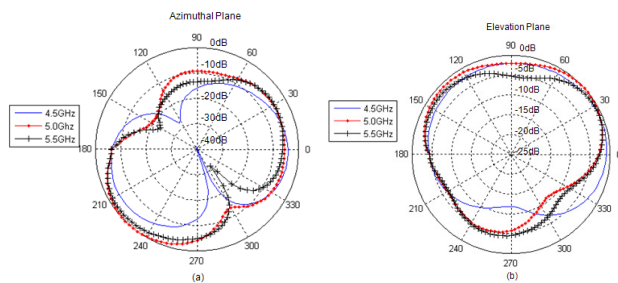 Azimuthal Plane
90
0dB
120
60
-10dB
150
-20dB
30
-30dB
-40dB
4.5GHz
5.0Ghz
5.5GHz
180
0
210
330
240
300
270
(a)
Elevation Plane
90
0dB
120
-5dB
60
-10dB
150
30
-15dB
-20dB
-25dB
4.5GHz
5.0GHz
5.5GHz
180
0
210
330
240
300
270
(b)